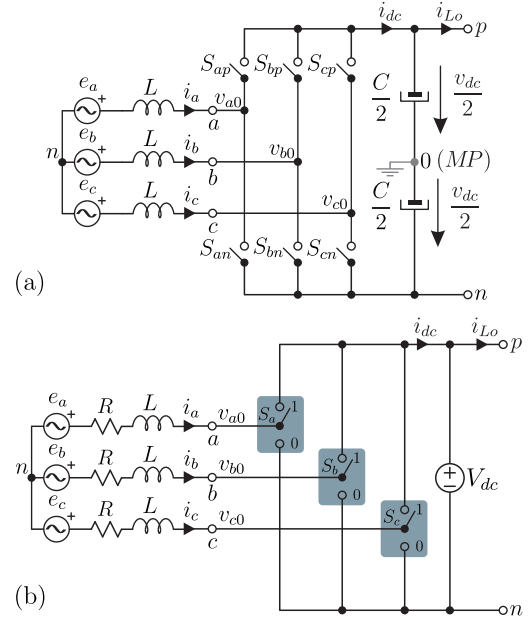 i_dc i_Lo p
S_ap S_bp S_cp
C/2 v_dc/2
e_a L i_a v_a0
a
e_b L i_b v_b0
n b 0 (MP)
e_c L i_c v_c0
c
C/2 v_dc/2
S_an S_bn S_cn
(a)
n
i_dc i_Lo
p
e_a R L i_a v_a0 S_a 1
a 0
e_b R L i_b v_b0 S_b 1
n b 0 V_dc
e_c R L i_c v_c0 S_c 1
c 0
(b)
n